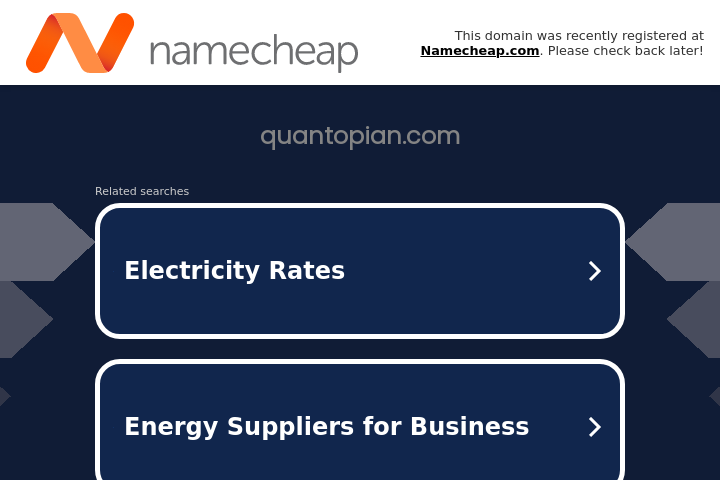 namecheap
This domain was recently registered at
Namecheap.com. Please check back later!
quantopian.com
Related searches
Electricity Rates
Energy Suppliers for Business